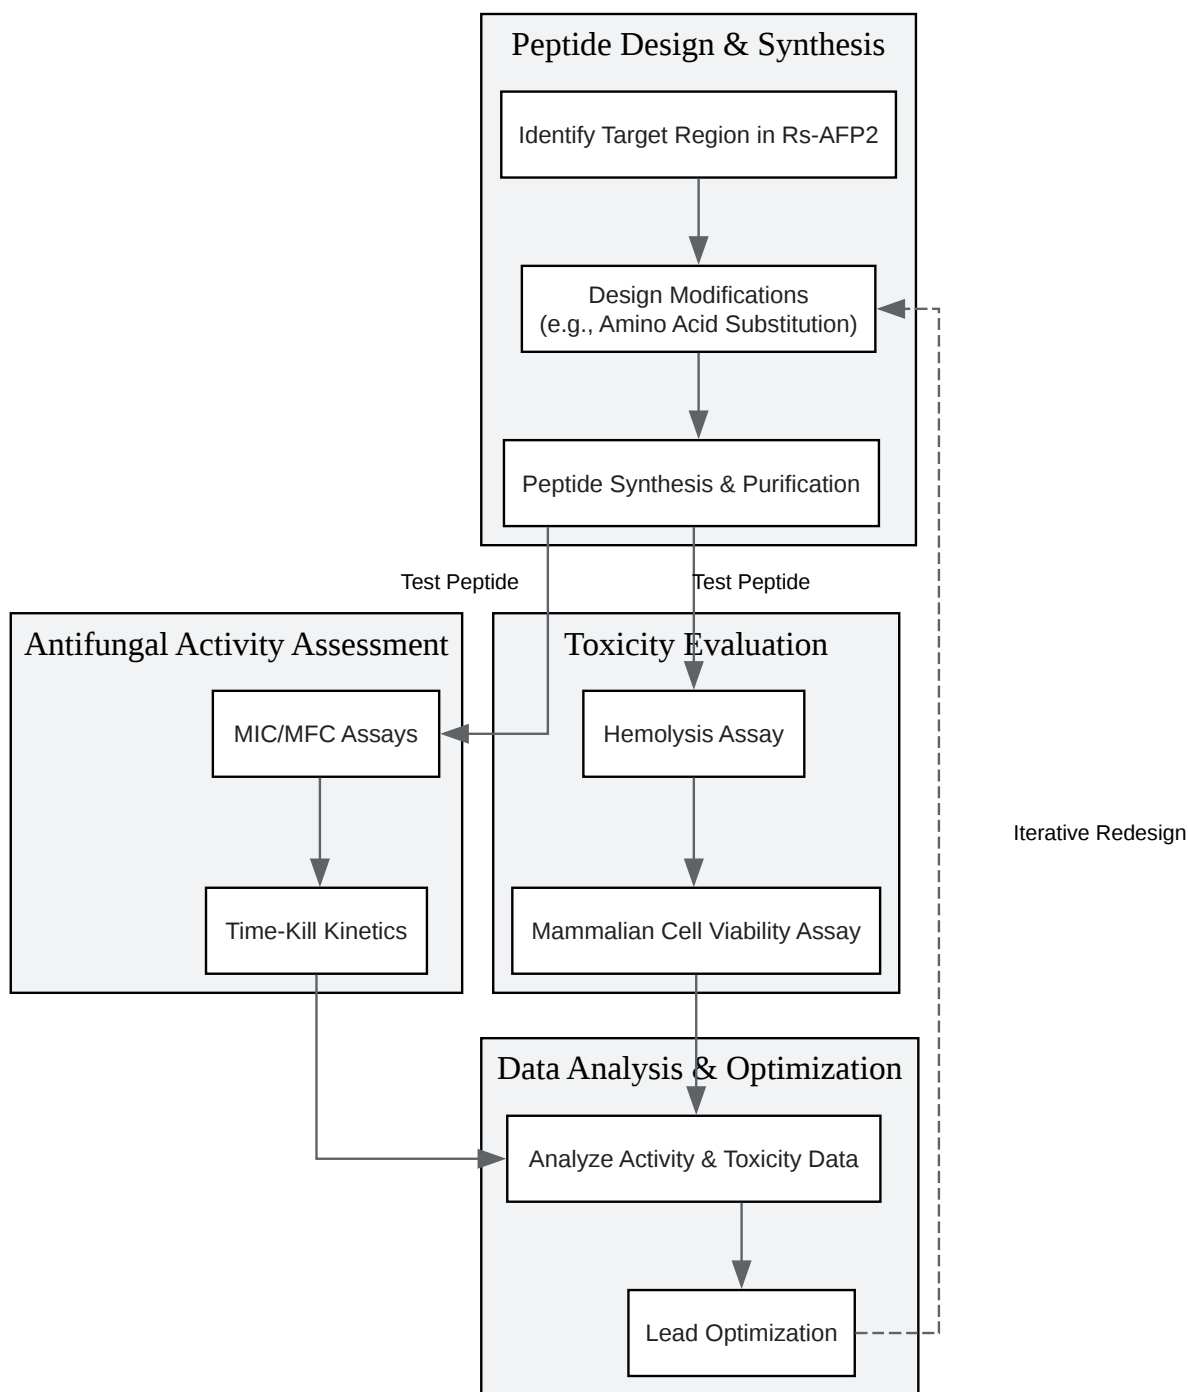 Peptide Design & Synthesis
Identify Target Region in Rs-AFP2
Design Modifications
(e.g., Amino Acid Substitution)
Peptide Synthesis & Purification
Test Peptide
Test Peptide
Antifungal Activity Assessment
Toxicity Evaluation
MIC/MFC Assays
Hemolysis Assay
Iterative Redesign
Time-Kill Kinetics
Mammalian Cell Viability Assay
Data Analysis & Optimization
Analyze Activity & Toxicity Data
Lead Optimization